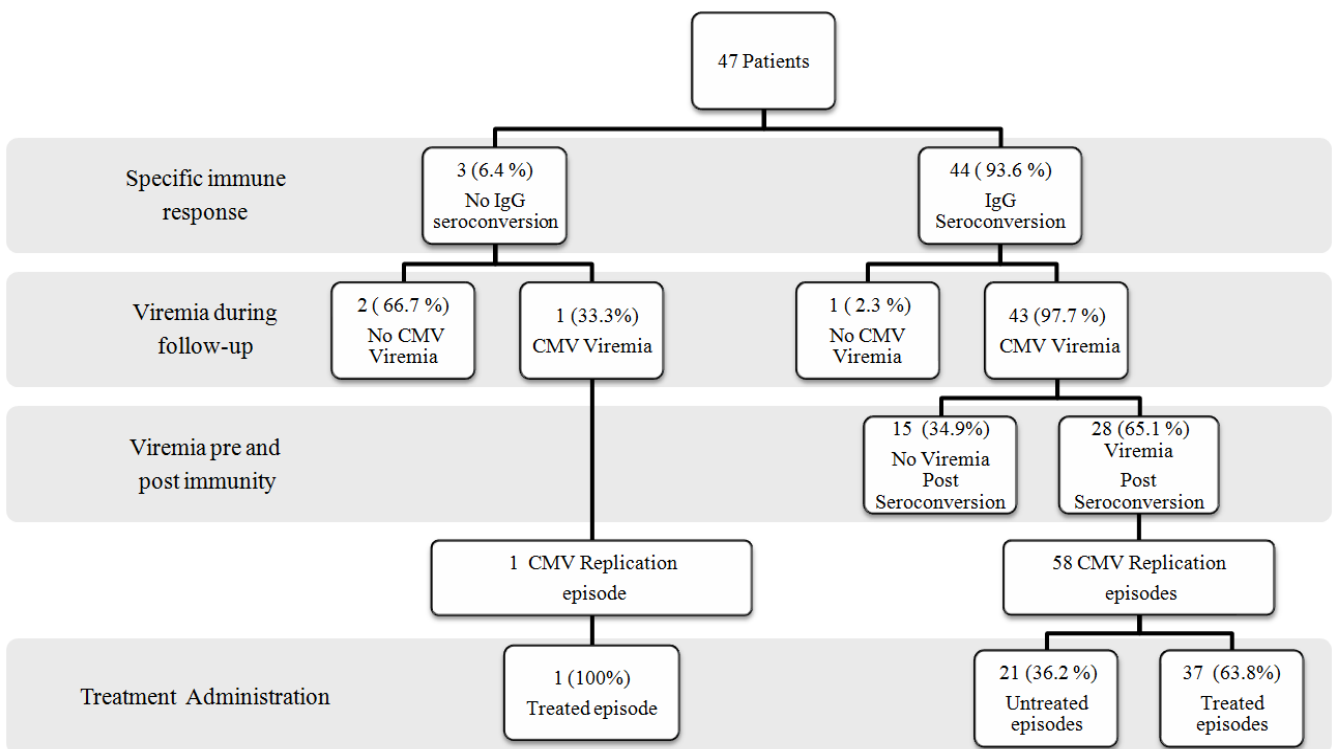 47 Patients
Specific immune
response
3 (6.4 %)
No IgG
seroconversion
44 ( 93.6 %)
IgG
Seroconversion
Viremia during
follow-up
2 ( 66.7 %)
No CMV
Viremia
1 (33.3%)
CMV Viremia
1 ( 2.3 %)
No CMV
Viremia
43 (97.7 %)
CMV Viremia
Viremia pre and
post immunity
15 (34.9%)
No Viremia
Post
Seroconversion
28 (65.1 %)
Viremia
Post
Seroconversion
1 CMV Replication
episode
58 CMV Replication
episodes
Treatment Administration
1 (100%)
Treated episode
21 (36.2 %)
Untreated
episodes
37 (63.8%)
Treated
episodes